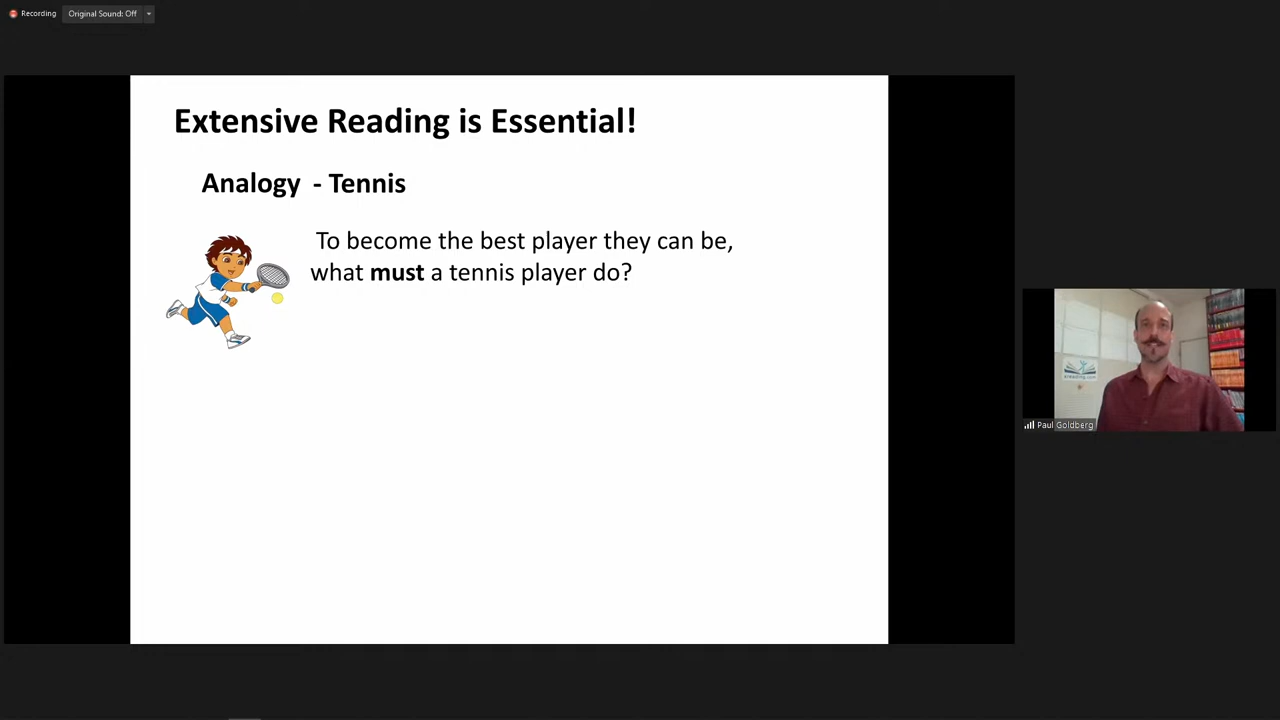 Recording
Original Sound: Off
Extensive Reading is Essential!
Analogy - Tennis
To become the best player they can be,
what must a tennis player do?
Paul Goldberg